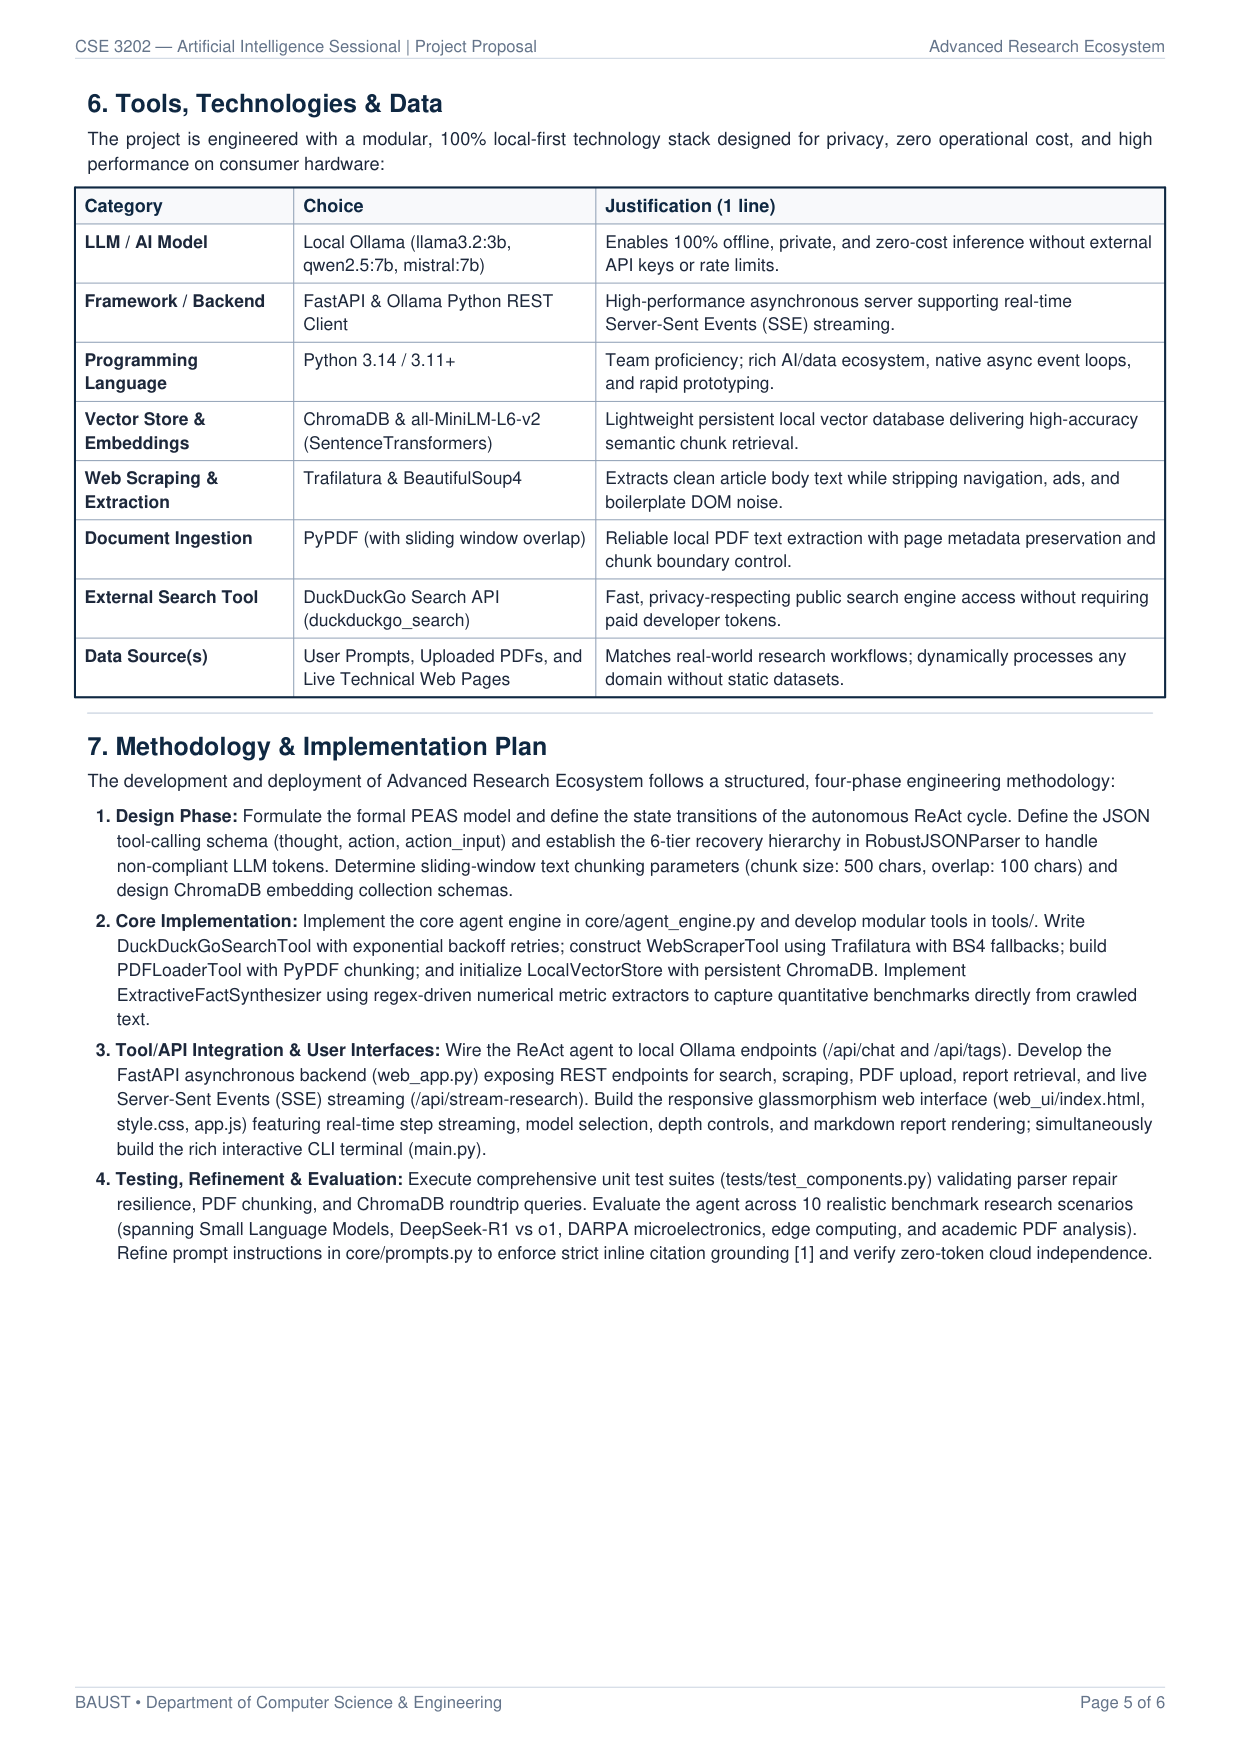 CSE 3202 — Artificial Intelligence Sessional | Project Proposal
Advanced Research Ecosystem
6. Tools, Technologies & Data
The project is engineered with a modular, 100% local-first technology stack designed for privacy, zero operational cost, and high
performance on consumer hardware:
Category
Choice
Justification (1 line)
LLM / AI Model
Local Ollama (llama3.2:3b,
qwen2.5:7b, mistral:7b)
Enables 100% offline, private, and zero-cost inference without external
API keys or rate limits.
Framework / Backend
FastAPI & Ollama Python REST
Client
High-performance asynchronous server supporting real-time
Server-Sent Events (SSE) streaming.
Programming
Language
Python 3.14 / 3.11+
Team proficiency; rich AI/data ecosystem, native async event loops,
and rapid prototyping.
Vector Store &
Embeddings
ChromaDB & all-MiniLM-L6-v2
(SentenceTransformers)
Lightweight persistent local vector database delivering high-accuracy
semantic chunk retrieval.
Web Scraping &
Extraction
Trafilatura & BeautifulSoup4
Extracts clean article body text while stripping navigation, ads, and
boilerplate DOM noise.
Document Ingestion
PyPDF (with sliding window overlap)
Reliable local PDF text extraction with page metadata preservation and
chunk boundary control.
External Search Tool
DuckDuckGo Search API
(duckduckgo_search)
Fast, privacy-respecting public search engine access without requiring
paid developer tokens.
Data Source(s)
User Prompts, Uploaded PDFs, and
Live Technical Web Pages
Matches real-world research workflows; dynamically processes any
domain without static datasets.
7. Methodology & Implementation Plan
The development and deployment of Advanced Research Ecosystem follows a structured, four-phase engineering methodology:
1. Design Phase: Formulate the formal PEAS model and define the state transitions of the autonomous ReAct cycle. Define the JSON
tool-calling schema (thought, action, action_input) and establish the 6-tier recovery hierarchy in RobustJSONParser to handle
non-compliant LLM tokens. Determine sliding-window text chunking parameters (chunk size: 500 chars, overlap: 100 chars) and
design ChromaDB embedding collection schemas.
2. Core Implementation: Implement the core agent engine in core/agent_engine.py and develop modular tools in tools/. Write
DuckDuckGoSearchTool with exponential backoff retries; construct WebScraperTool using Trafilatura with BS4 fallbacks; build
PDFLoaderTool with PyPDF chunking; and initialize LocalVectorStore with persistent ChromaDB. Implement
ExtractiveFactSynthesizer using regex-driven numerical metric extractors to capture quantitative benchmarks directly from crawled
text.
3. Tool/API Integration & User Interfaces: Wire the ReAct agent to local Ollama endpoints (/api/chat and /api/tags). Develop the
FastAPI asynchronous backend (web_app.py) exposing REST endpoints for search, scraping, PDF upload, report retrieval, and live
Server-Sent Events (SSE) streaming (/api/stream-research). Build the responsive glassmorphism web interface (web_ui/index.html,
style.css, app.js) featuring real-time step streaming, model selection, depth controls, and markdown report rendering; simultaneously
build the rich interactive CLI terminal (main.py).
4. Testing, Refinement & Evaluation: Execute comprehensive unit test suites (tests/test_components.py) validating parser repair
resilience, PDF chunking, and ChromaDB roundtrip queries. Evaluate the agent across 10 realistic benchmark research scenarios
(spanning Small Language Models, DeepSeek-R1 vs o1, DARPA microelectronics, edge computing, and academic PDF analysis).
Refine prompt instructions in core/prompts.py to enforce strict inline citation grounding [1] and verify zero-token cloud independence.
BAUST • Department of Computer Science & Engineering
Page 5 of 6